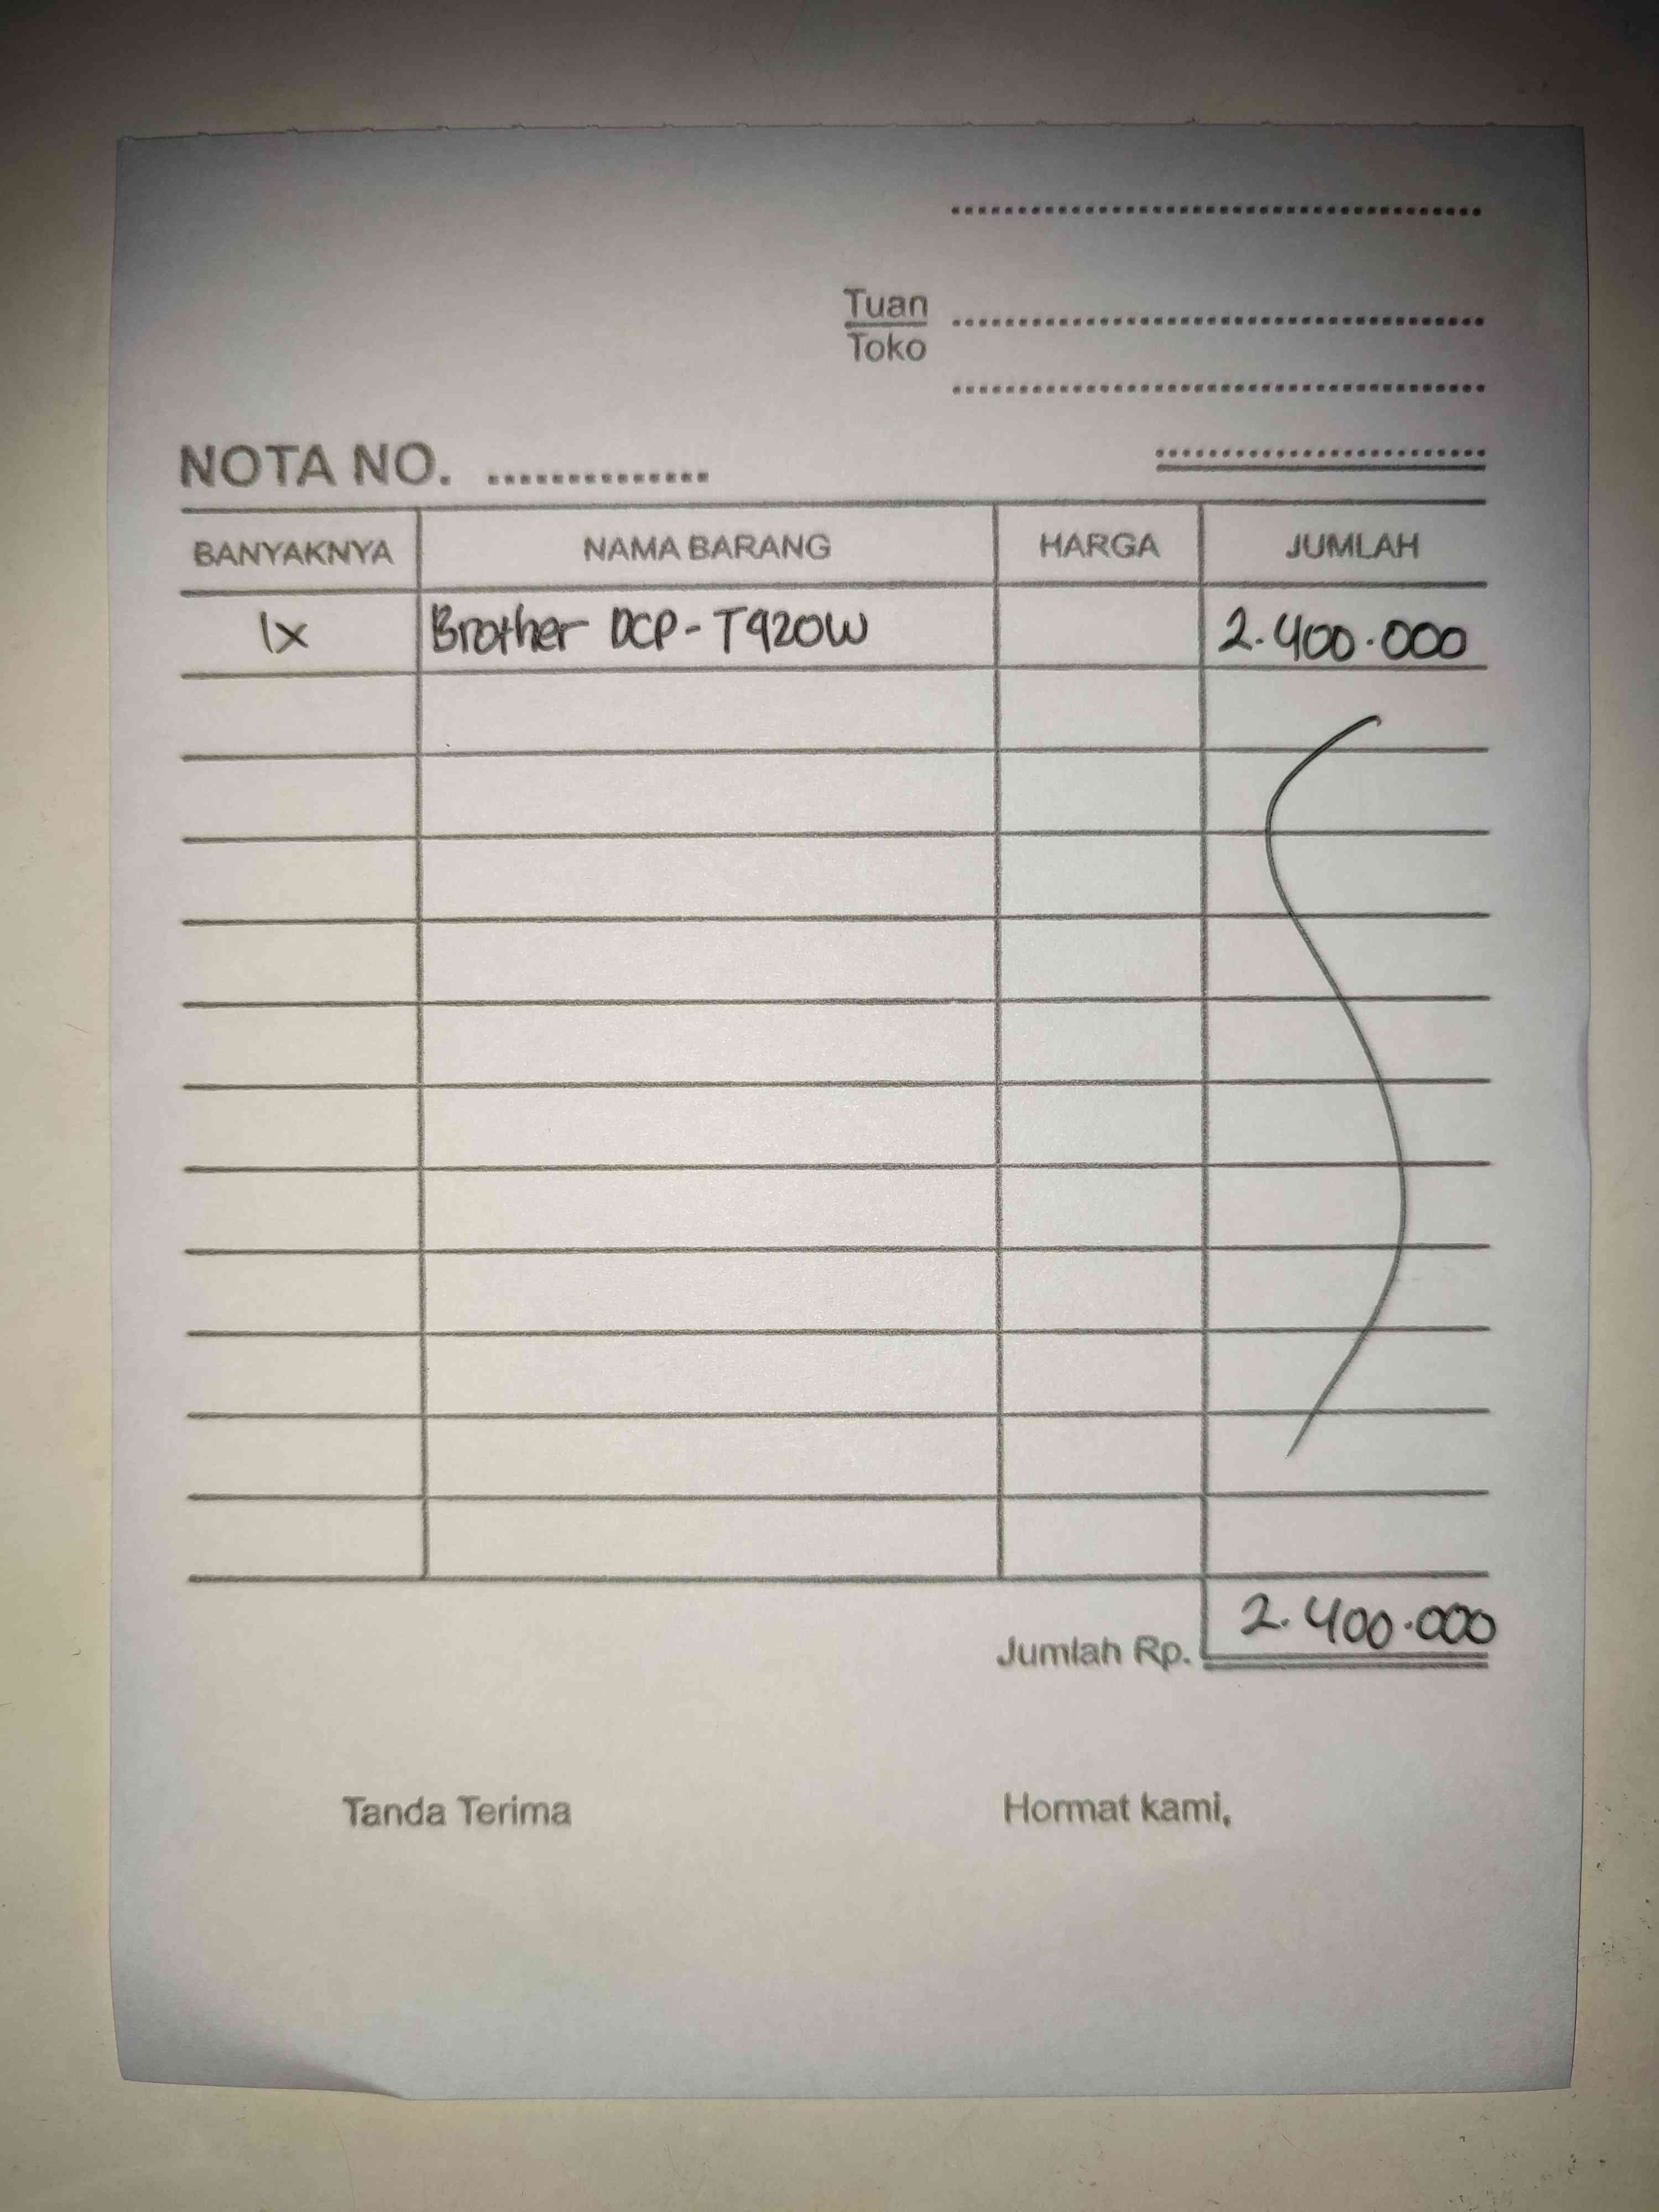 Tuan
Toko
NOTA NO. ..............
BANYAKNYA NAMA BARANG HARGA JUMLAH
1x Brother DCP-T920W 2.400.000
Jumlah Rp. 2.400.000
Tanda Terima Hormat kami,